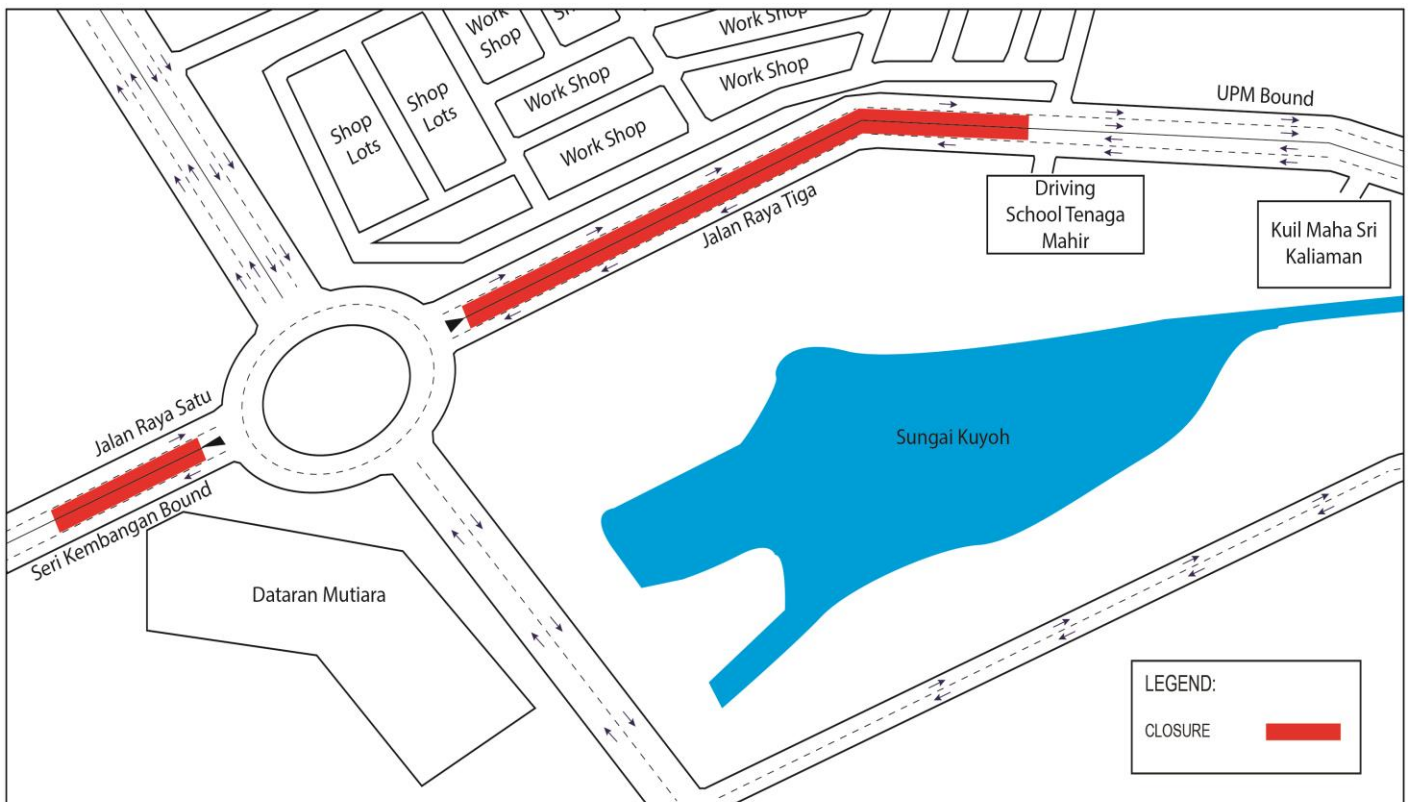 Work
Shop
Sh
Work Shop
Shop
Lots
Shop
Lots
Work Shop
Work Shop
Work Shop
UPM Bound
Jalan Raya Tiga
Driving
School Tenaga
Mahir
Kuil Maha Sri
Kaliaman
Jalan Raya Satu
Seri Kembangan Bound
Sungai Kuyoh
Dataran Mutiara
LEGEND:
CLOSURE